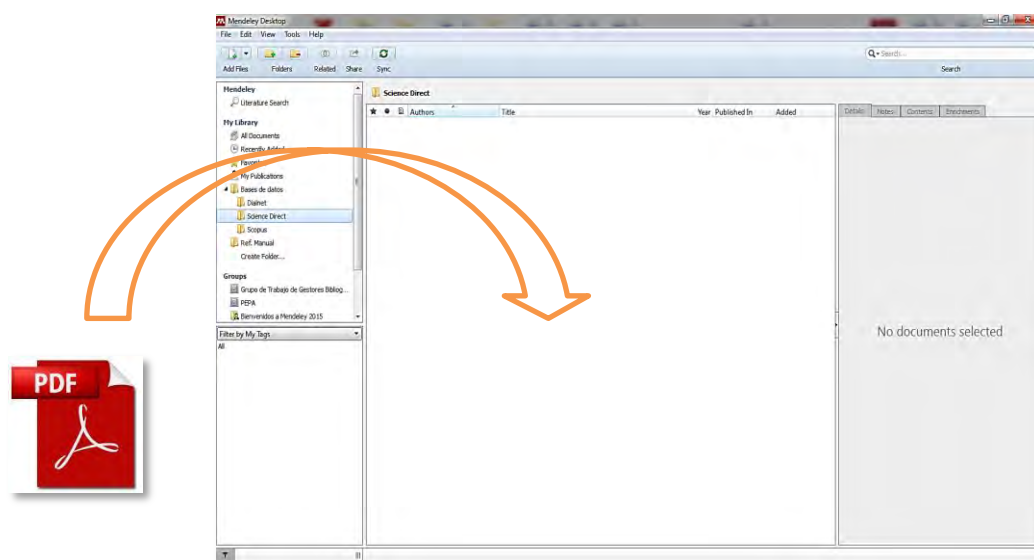 Mendeley Desktop
File Edit View Tools Help
Add Files Folders Related Share Sync
Search...
Search
Mendeley
Literature Search
My Library
All Documents
Recently Added
My Publications
Bases de datos
Dialnet
Science Direct
Scopus
Ref. Manual
Create Folder...
Groups
Grupo de Trabajo de Gestores Bibliog...
PEPA
Bienvenidos a Mendeley 2015
Filter by My Tags
All
Science Direct
Authors Title Year Published In Added
Details Notes Contents Enrichments
No documents selected
PDF